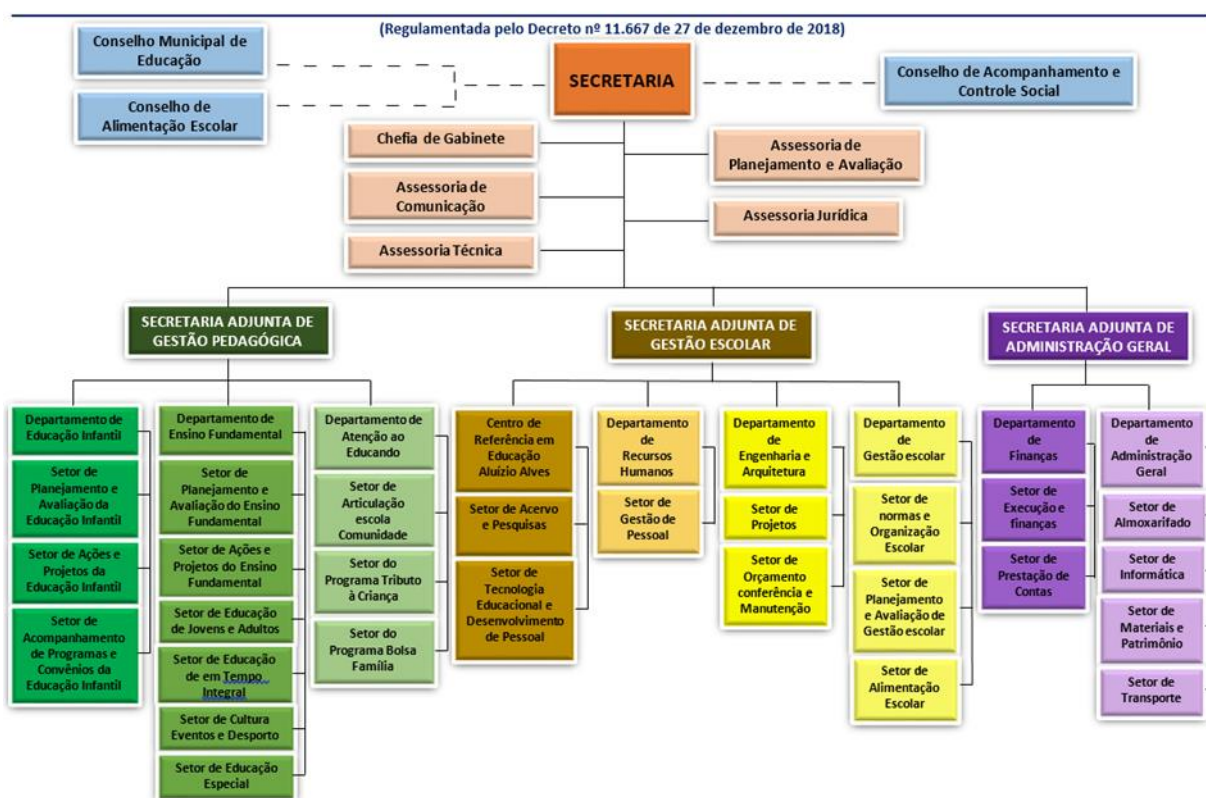 (Regulamentada pelo Decreto nº 11.667 de 27 de dezembro de 2018)
Conselho Municipal de
Educação
Conselho de
Alimentação Escolar
SECRETARIA
Conselho de Acompanhamento e
Controle Social
Chefia de Gabinete
Assessoria de
Planejamento e Avaliação
Assessoria de
Comunicação
Assessoria Jurídica
Assessoria Técnica
SECRETARIA ADJUNTA DE
GESTÃO PEDAGÓGICA
SECRETARIA ADJUNTA DE
GESTÃO ESCOLAR
SECRETARIA ADJUNTA DE
ADMINISTRAÇÃO GERAL
Departamento de
Educação Infantil
Setor de
Planejamento e
Avaliação da
Educação Infantil
Setor de Ações e
Projetos da
Educação Infantil
Setor de
Acompanhamento
de Programas e
Convênios da
Educação Infantil
Departamento de
Ensino Fundamental
Setor de
Planejamento e
Avaliação do Ensino
Fundamental
Setor de Ações e
Projetos do Ensino
Fundamental
Setor de Educação
de Jovens e Adultos
Setor de Educação
de em Tempo
Integral
Setor de Cultura
Eventos e Desporto
Setor de Educação
Especial
Departamento de
Atenção ao
Educando
Setor de
Articulação escola
Comunidade
Setor do
Programa Tributo
à Criança
Setor do
Programa Bolsa
Família
Centro de
Referência em
Educação
Aluízio Alves
Setor de Acervo
e Pesquisas
Setor de
Tecnologia
Educacional e
Desenvolvimento
de Pessoal
Departamento
de
Recursos
Humanos
Setor de
Gestão de
Pessoal
Departamento
de
Engenharia e
Arquitetura
Setor de
Projetos
Setor de
Orçamento
conferência e
Manutenção
Departamento
de
Gestão escolar
Setor de
normas e
Organização
Escolar
Setor de
Planejamento
e Avaliação de
Gestão escolar
Setor de
Alimentação
Escolar
Departamento
de
Finanças
Setor de
Execução e
finanças
Setor de
Prestação de
Contas
Departamento
de
Administração
Geral
Setor de
Almoxarifado
Setor de
Informática
Setor de
Materiais e
Patrimônio
Setor de
Transporte